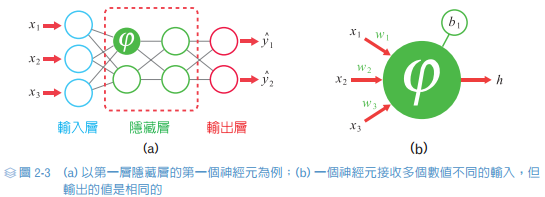 x₁
x₂
x₃
φ
ŷ₁
ŷ₂
輸入層 隱藏層 輸出層
(a)
b₁
x₁ w₁
x₂ w₂
x₃ w₃
φ
h
(b)
圖 2-3 (a) 以第一層隱藏層的第一個神經元為例；(b) 一個神經元接收多個數值不同的輸入，但
輸出的值是相同的